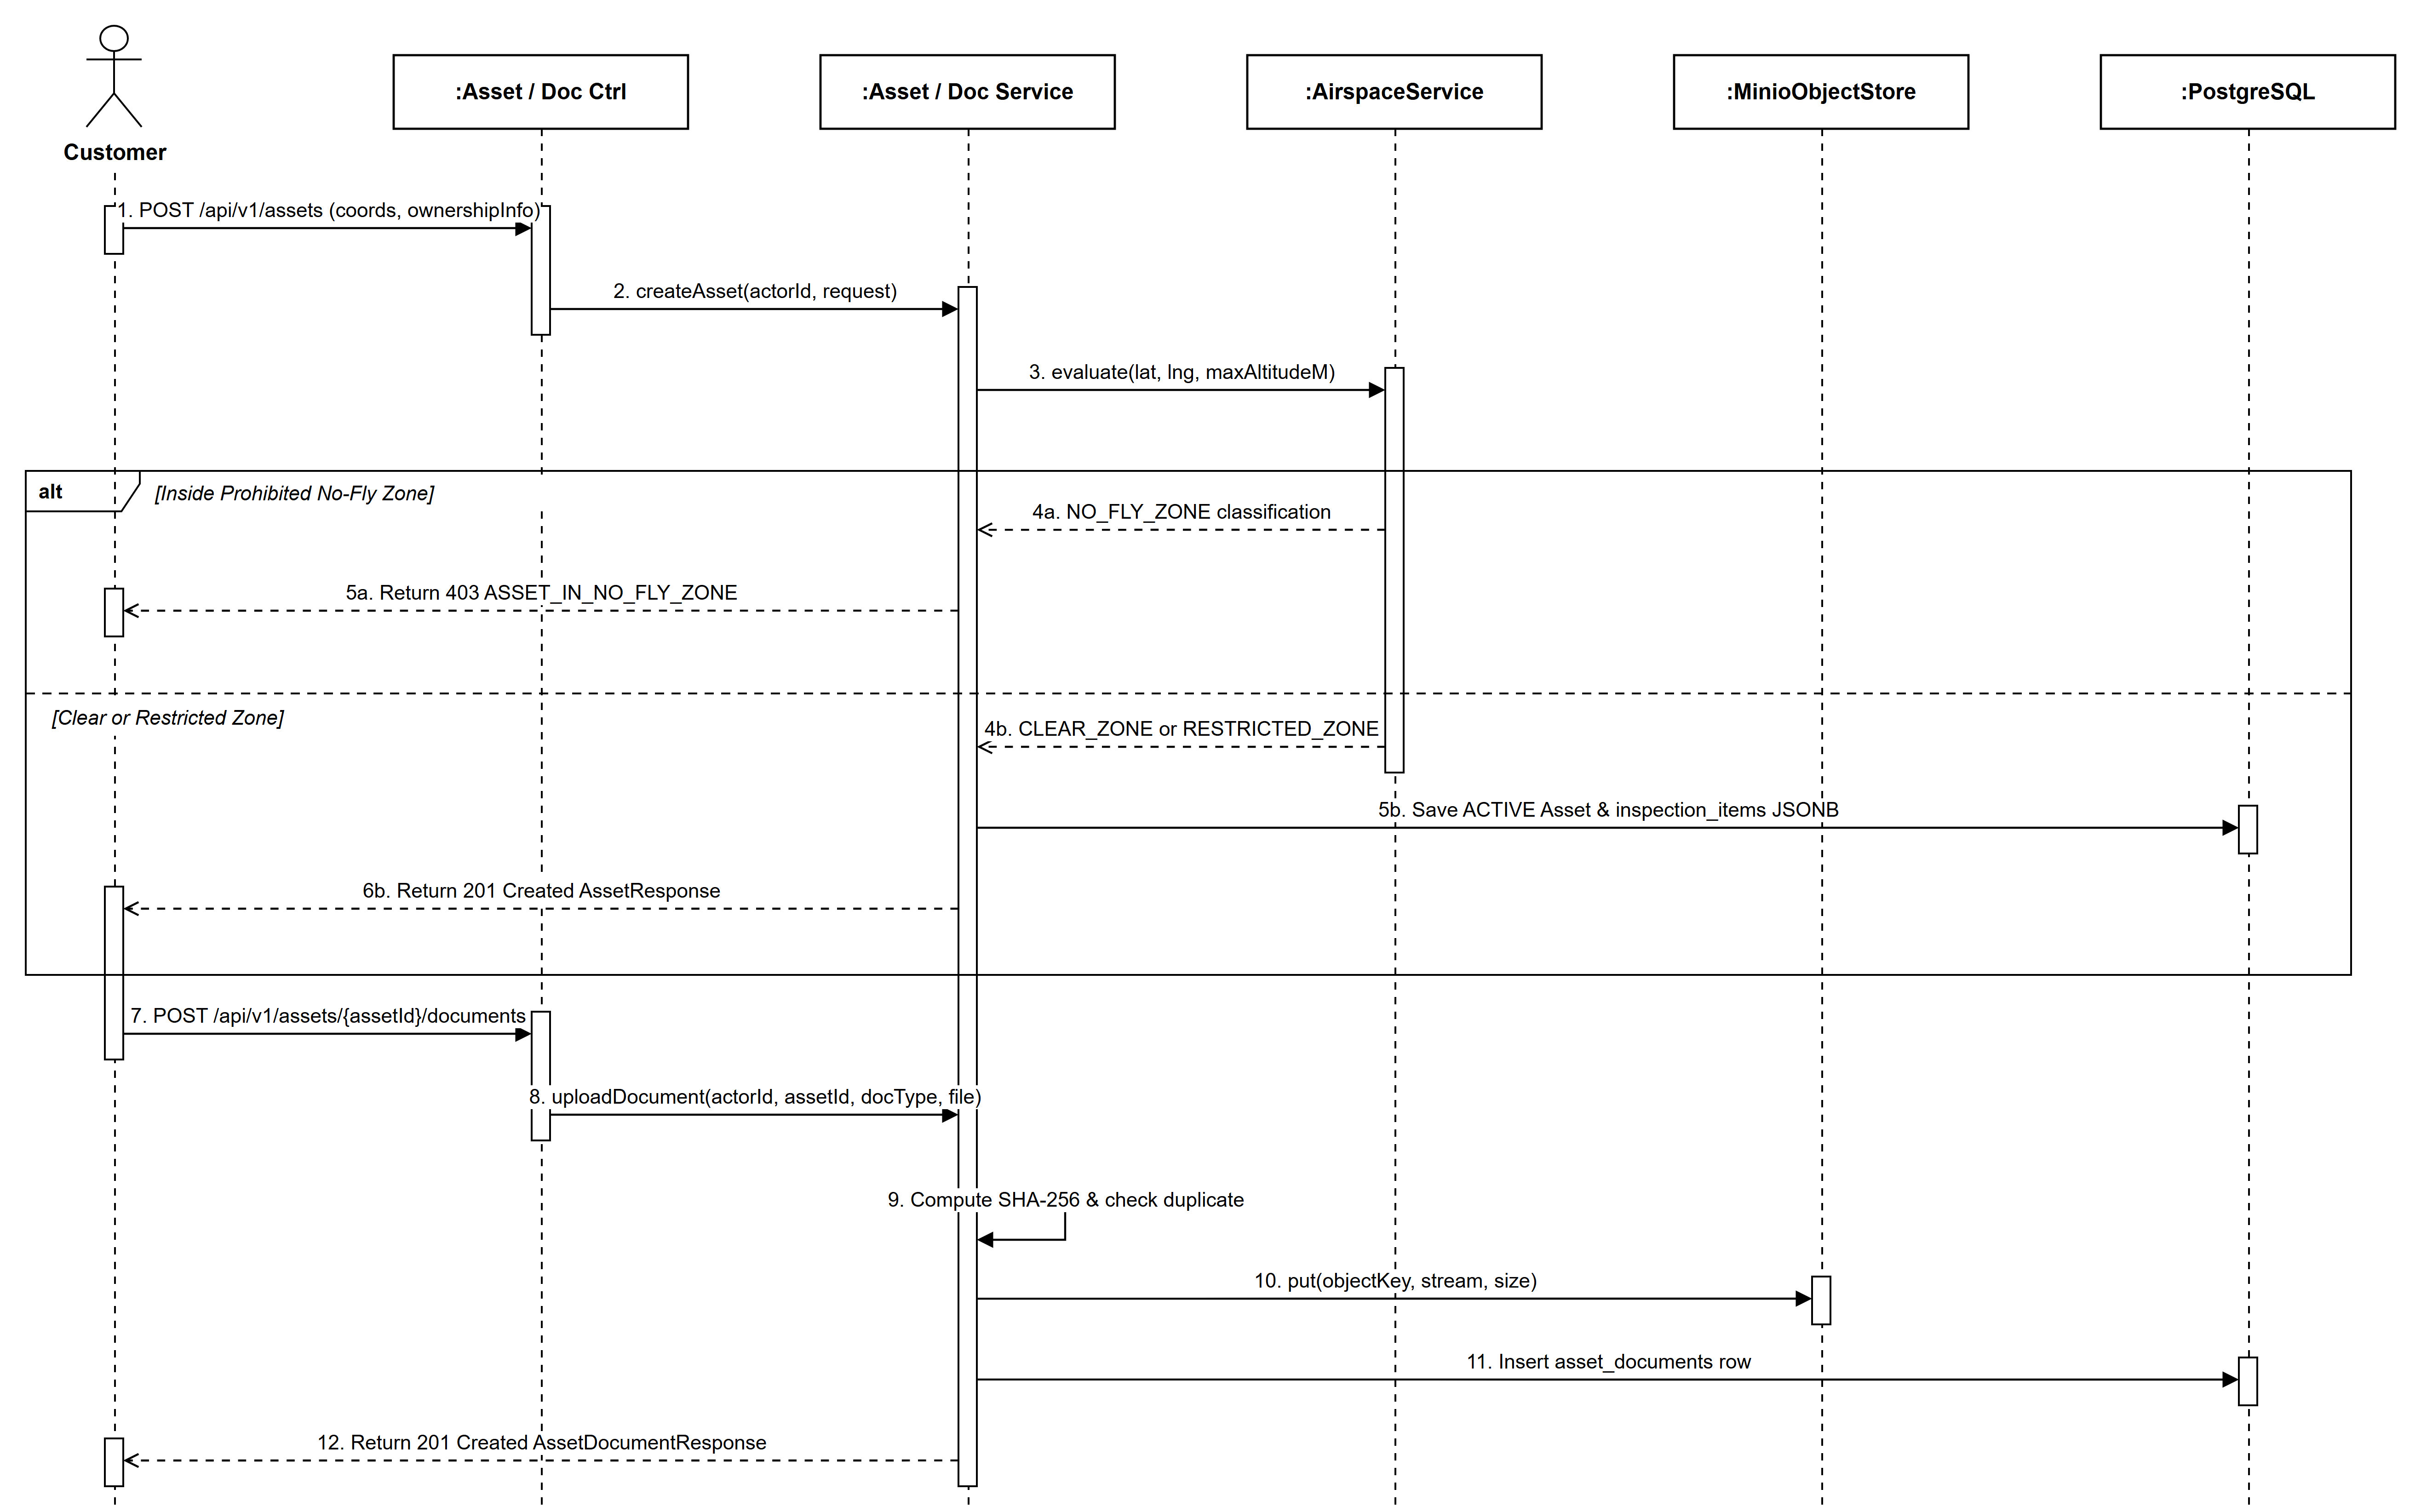 :Asset / Doc Ctrl
:Asset / Doc Service
:AirspaceService
:MinioObjectStore
:PostgreSQL
Customer
1. POST /api/v1/assets (coords, ownershipInfo)
2. createAsset(actorId, request)
3. evaluate(lat, lng, maxAltitudeM)
alt
[Inside Prohibited No-Fly Zone]
4a. NO_FLY_ZONE classification
5a. Return 403 ASSET_IN_NO_FLY_ZONE
[Clear or Restricted Zone]
4b. CLEAR_ZONE or RESTRICTED_ZONE
5b. Save ACTIVE Asset & inspection_items JSONB
6b. Return 201 Created AssetResponse
7. POST /api/v1/assets/{assetId}/documents
8. uploadDocument(actorId, assetId, docType, file)
9. Compute SHA-256 & check duplicate
10. put(objectKey, stream, size)
11. Insert asset_documents row
12. Return 201 Created AssetDocumentResponse